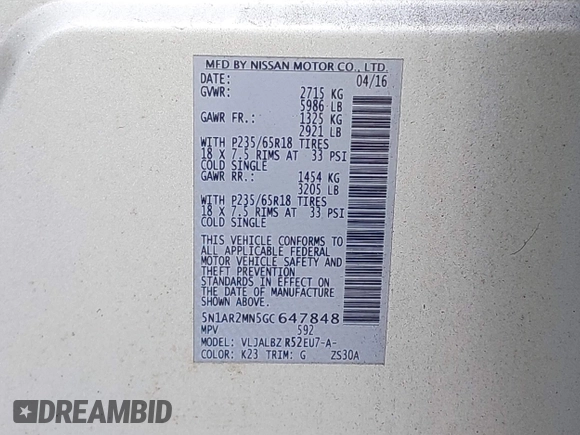 MFD BY NISSAN MOTOR CO., LTD.
DATE: 04/16
GVWR: 2715 KG
5986 LB
GAWR FR.: 1325 KG
2921 LB
WITH P235/65R18 TIRES
18 X 7.5 RIMS AT 33 PSI
COLD SINGLE
GAWR RR.: 1454 KG
3205 LB
WITH P235/65R18 TIRES
18 X 7.5 RIMS AT 33 PSI
COLD SINGLE
THIS VEHICLE CONFORMS TO
ALL APPLICABLE FEDERAL
MOTOR VEHICLE SAFETY AND
THEFT PREVENTION
STANDARDS IN EFFECT ON
THE DATE OF MANUFACTURE
SHOWN ABOVE.
5N1AR2MN5GC647848
MPV 592
MODEL: VLJALBZ R52EU7-A-
COLOR: K23 TRIM: G ZS30A
DREAMBID